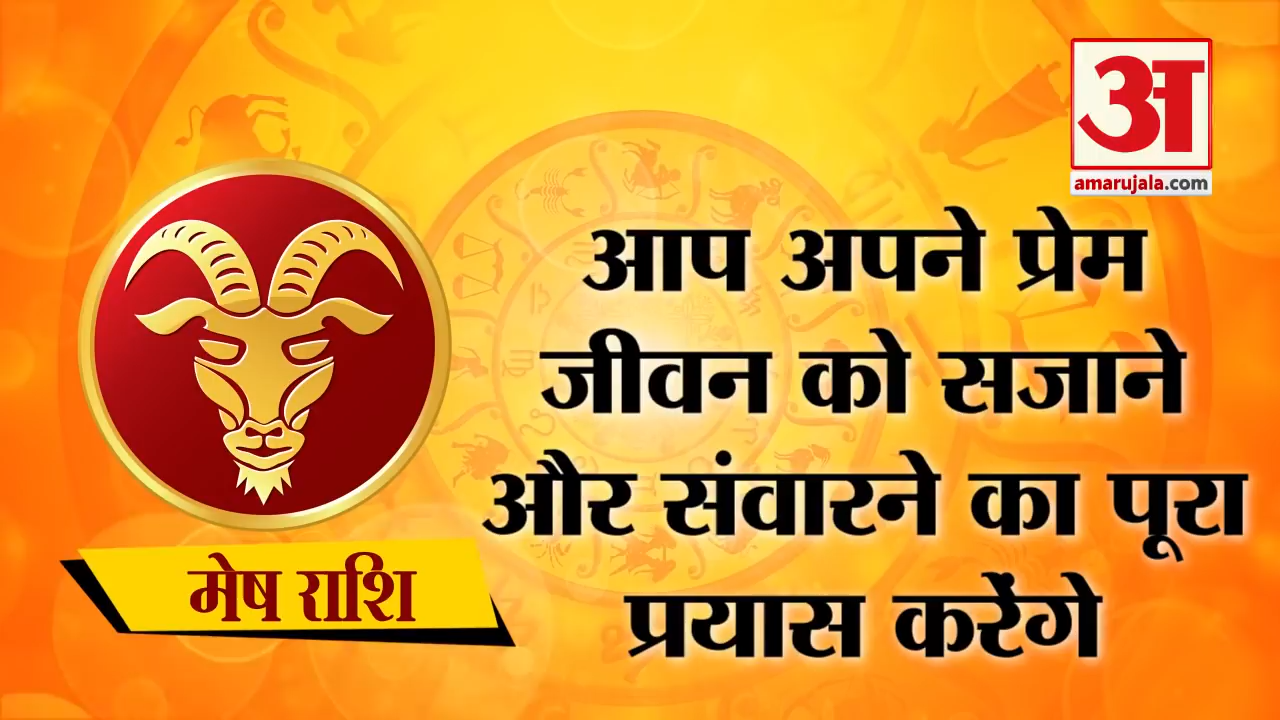 अ
amarujala.com
आप अपने प्रेम
जीवन को सजाने
और संवारने का पूरा
प्रयास करेंगे
मेष राशि